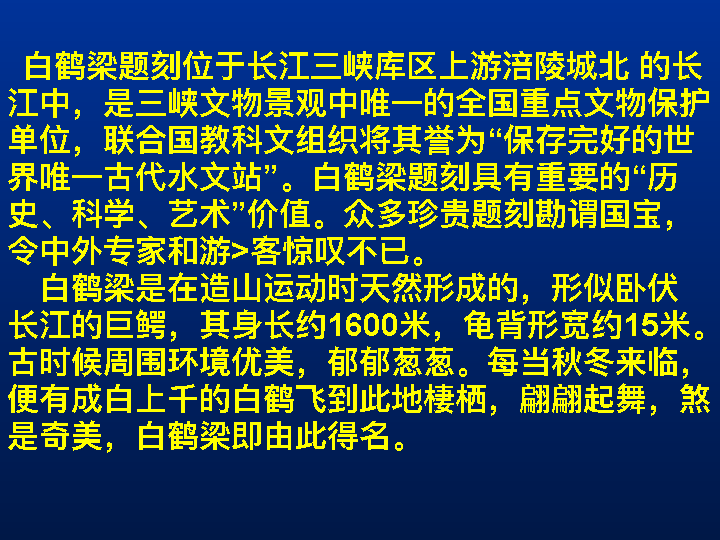 白鹤梁题刻位于长江三峡库区上游涪陵城北 的长
江中，是三峡文物景观中唯一的全国重点文物保护
单位，联合国教科文组织将其誉为“保存完好的世
界唯一古代水文站”。白鹤梁题刻具有重要的“历
史、科学、艺术”价值。众多珍贵题刻勘谓国宝，
令中外专家和游>客惊叹不已。
白鹤梁是在造山运动时天然形成的，形似卧伏
长江的巨鳄，其身长约1600米，龟背形宽约15米。
古时候周围环境优美，郁郁葱葱。每当秋冬来临，
便有成白上千的白鹤飞到此地棲栖，翩翩起舞，煞
是奇美，白鹤梁即由此得名。